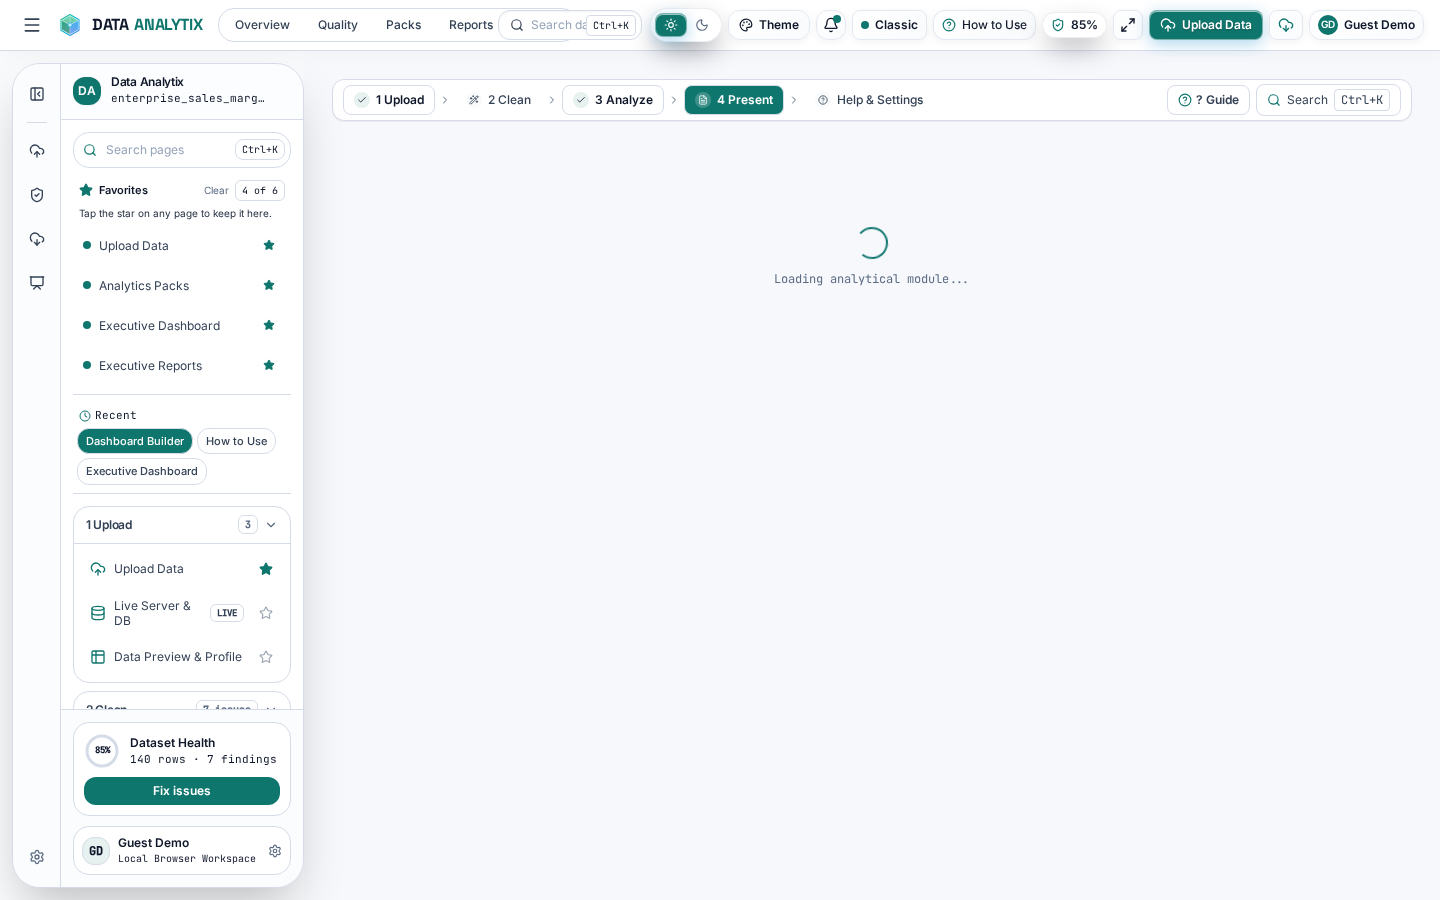 DATA ANALYTIX
Overview
Quality
Packs
Reports
Search da
Ctrl+K
Theme
Classic
How to Use
85%
Upload Data
GD
Guest Demo
DA
Data Analytix
enterprise_sales_marg…
Search pages
Ctrl+K
Favorites
Clear
4 of 6
Tap the star on any page to keep it here.
Upload Data
Analytics Packs
Executive Dashboard
Executive Reports
Recent
Dashboard Builder
How to Use
Executive Dashboard
1 Upload
3
Upload Data
Live Server &
DB
LIVE
Data Preview & Profile
2 Clean
7 issues
85%
Dataset Health
140 rows · 7 findings
Fix issues
GD
Guest Demo
Local Browser Workspace
1 Upload
2 Clean
3 Analyze
4 Present
Help & Settings
? Guide
Search
Ctrl+K
Loading analytical module...